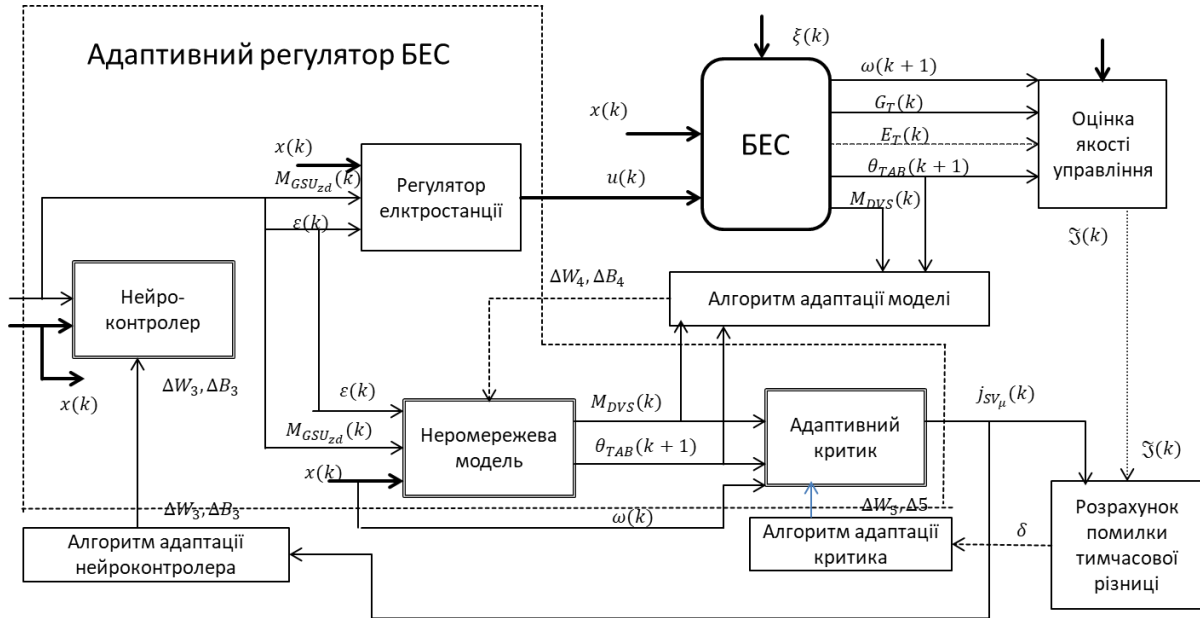 ξ(k)
Адаптивний регулятор БЕС
ω(k + 1)
G_T(k)
E_T(k)
θ_TAB(k + 1)
M_DVS(k)
x(k)
БЕС
Оцінка
якості
управління
x(k)
M_GSU_zd(k)
ε(k)
Регулятор
елктростанції
u(k)
ℑ(k)
Нейро-
контролер
x(k)
ΔW_3, ΔB_3
ΔW_4, ΔB_4
Алгоритм адаптації моделі
ε(k)
M_GSU_zd(k)
x(k)
Неромережева
модель
M_DVS(k)
θ_TAB(k + 1)
Адаптивний
критик
j_SV_μ(k)
ℑ(k)
ω(k)
ΔW_3, ΔB_3
Алгоритм адаптації
нейроконтролера
ΔW_5, Δ5
Алгоритм адаптації
критика
δ
Розрахунок
помилки
тимчасової
різниці